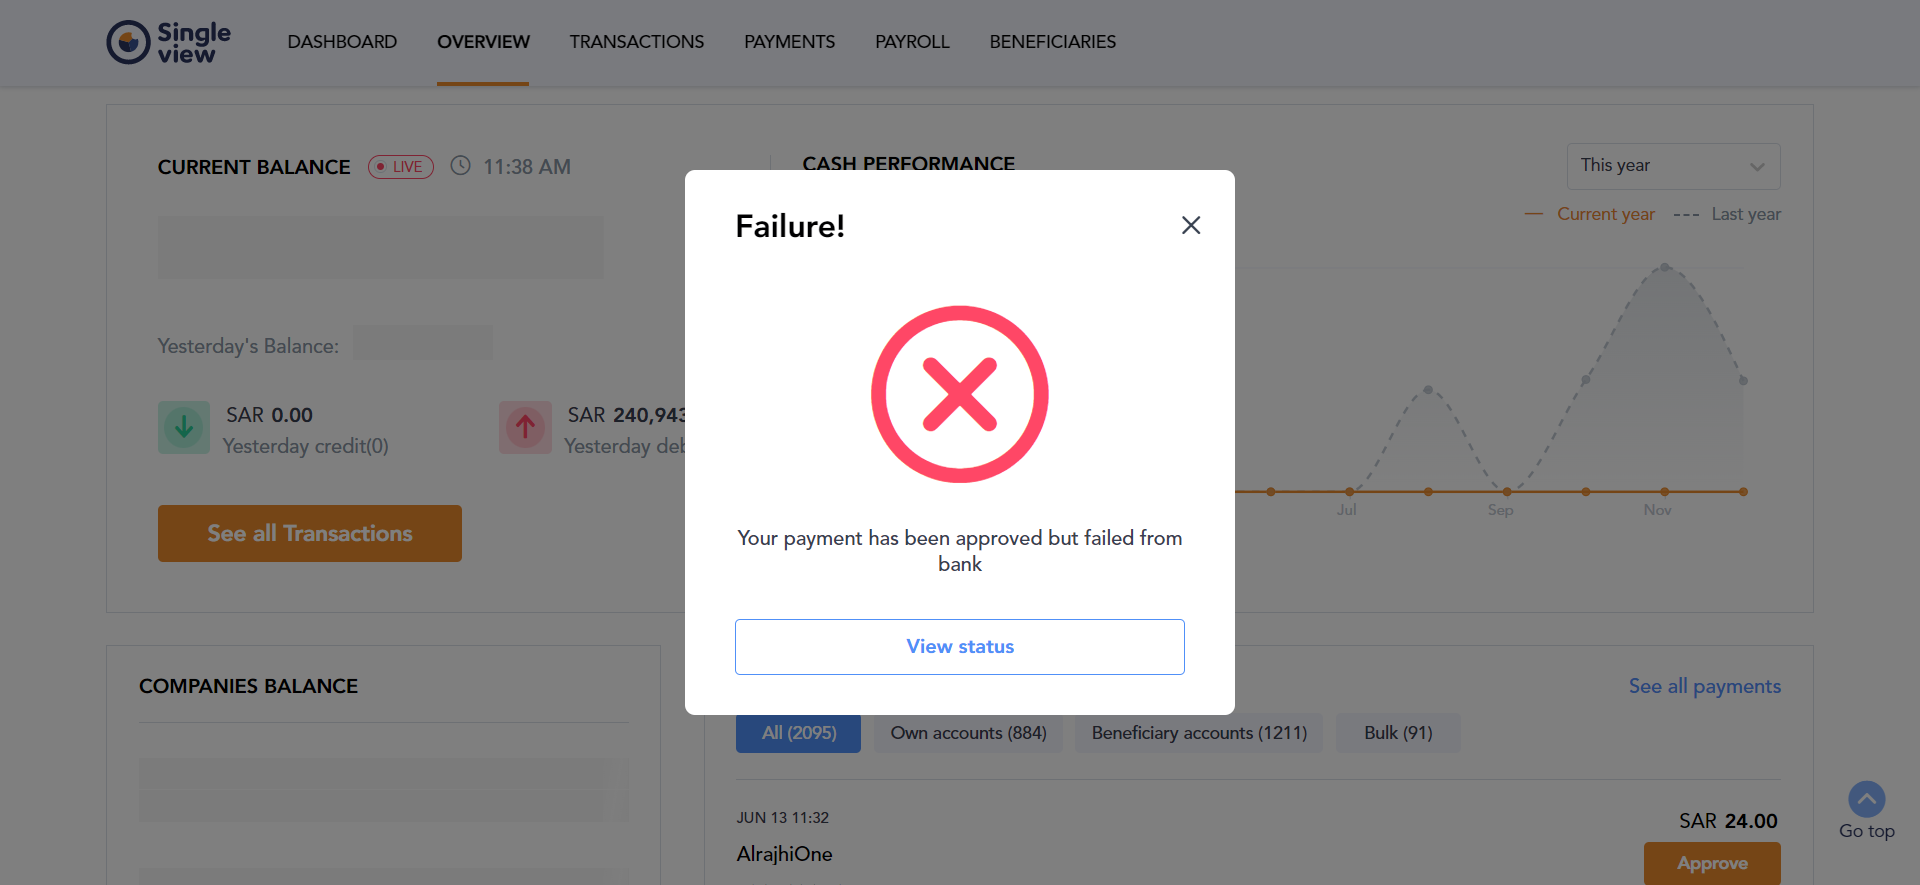 Single
view
DASHBOARD
OVERVIEW
TRANSACTIONS
PAYMENTS
PAYROLL
BENEFICIARIES
CURRENT BALANCE
LIVE
11:38 AM
Yesterday's Balance:
SAR 0.00
Yesterday credit(0)
SAR 240,943
Yesterday
See all Transactions
CASH PERFORMANCE
This year
Current year
Last year
Jul
Sep
Nov
Failure!
Your payment has been approved but failed from
bank
View status
COMPANIES BALANCE
See all payments
All (2095)
Own accounts (884)
Beneficiary accounts (1211)
Bulk (91)
JUN 13 11:32
AlrajhiOne
SAR 24.00
Approve
Go top